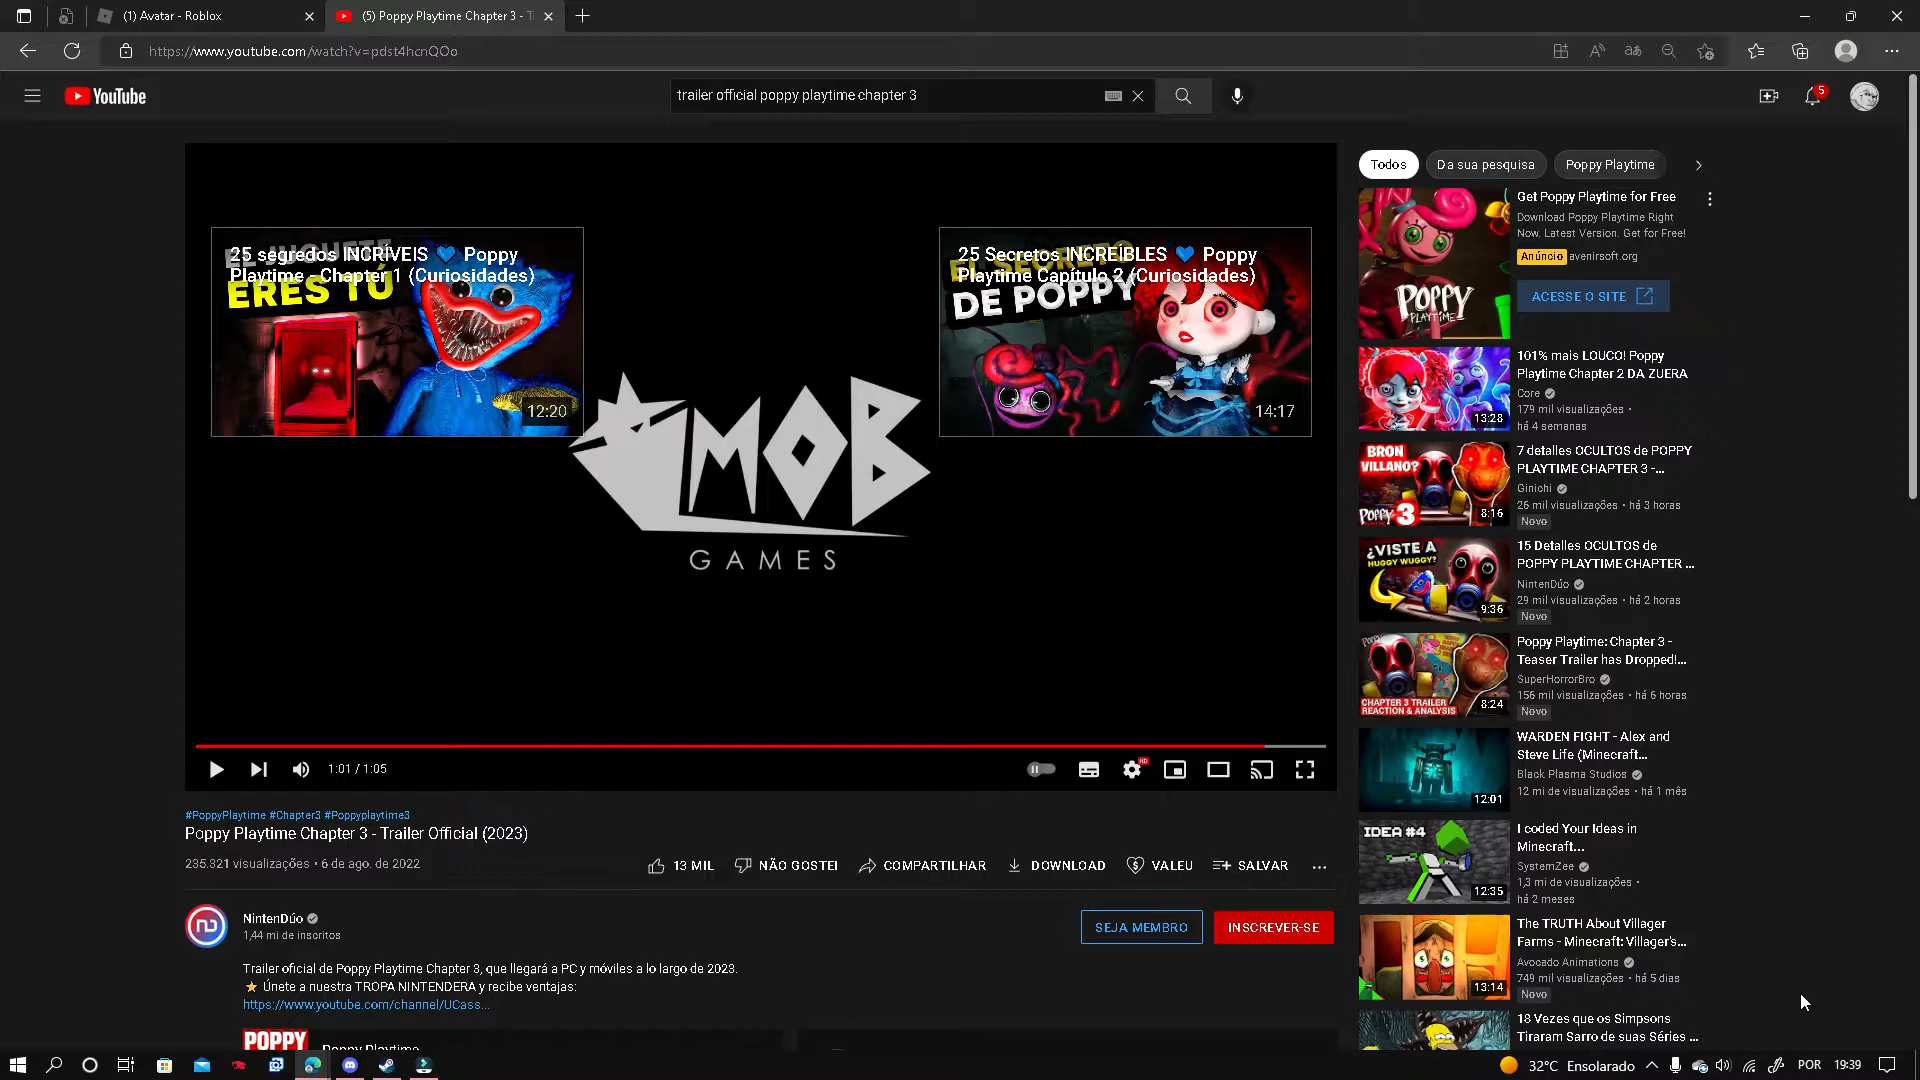 (1) Avatar - Roblox
(5) Poppy Playtime Chapter 3 - T
https://www.youtube.com/watch?v=pdst4hcnQOo
YouTube
trailer official poppy playtime chapter 3
5
25 segredos INCRÍVEIS 💙 Poppy
Playtime - Chapter 1 (Curiosidades)
EL JUGUETE
ERES TÚ
12:20
25 Secretos INCREÍBLES 💙 Poppy
Playtime Capítulo 2 (Curiosidades)
EL SECRETO
DE POPPY
14:17
MOB
GAMES
1:01 / 1:05
HD
#PoppyPlaytime #Chapter3 #Poppyplaytime3
Poppy Playtime Chapter 3 - Trailer Official (2023)
235.321 visualizações • 6 de ago. de 2022
13 MIL
NÃO GOSTEI
COMPARTILHAR
DOWNLOAD
VALEU
SALVAR
NintenDúo
1,44 mi de inscritos
SEJA MEMBRO
INSCREVER-SE
Trailer oficial de Poppy Playtime Chapter 3, que llegará a PC y móviles a lo largo de 2023.
⭐ Únete a nuestra TROPA NINTENDERA y recibe ventajas:
https://www.youtube.com/channel/UCass...
POPPY
Poppy Playtime
Todos
Da sua pesquisa
Poppy Playtime
POPPY
PLAYTIME
Get Poppy Playtime for Free
Download Poppy Playtime Right
Now. Latest Version. Get for Free!
Anúncio avenirsoft.org
ACESSE O SITE
13:28
101% mais LOUCO! Poppy
Playtime Chapter 2 DA ZUERA
Core
179 mil visualizações •
há 4 semanas
BRON
VILLANO?
POPPY 3
8:16
7 detalles OCULTOS de POPPY
PLAYTIME CHAPTER 3 -...
Ginichi
26 mil visualizações • há 3 horas
Novo
¿VISTE A
HUGGY WUGGY?
9:36
15 Detalles OCULTOS de
POPPY PLAYTIME CHAPTER ...
NintenDúo
29 mil visualizações • há 2 horas
Novo
CHAPTER 3 TRAILER
REACTION & ANALYSIS
8:24
Poppy Playtime: Chapter 3 -
Teaser Trailer has Dropped!...
SuperHorrorBro
156 mil visualizações • há 6 horas
Novo
12:01
WARDEN FIGHT - Alex and
Steve Life (Minecraft...
Black Plasma Studios
12 mi de visualizações • há 1 mês
IDEA #4
12:35
I coded Your Ideas in
Minecraft...
SystemZee
1,3 mi de visualizações •
há 2 meses
13:14
The TRUTH About Villager
Farms - Minecraft: Villager's...
Avocado Animations
749 mil visualizações • há 5 dias
Novo
18 Vezes que os Simpsons
Tiraram Sarro de suas Séries ...
32°C Ensolarado
POR
19:39